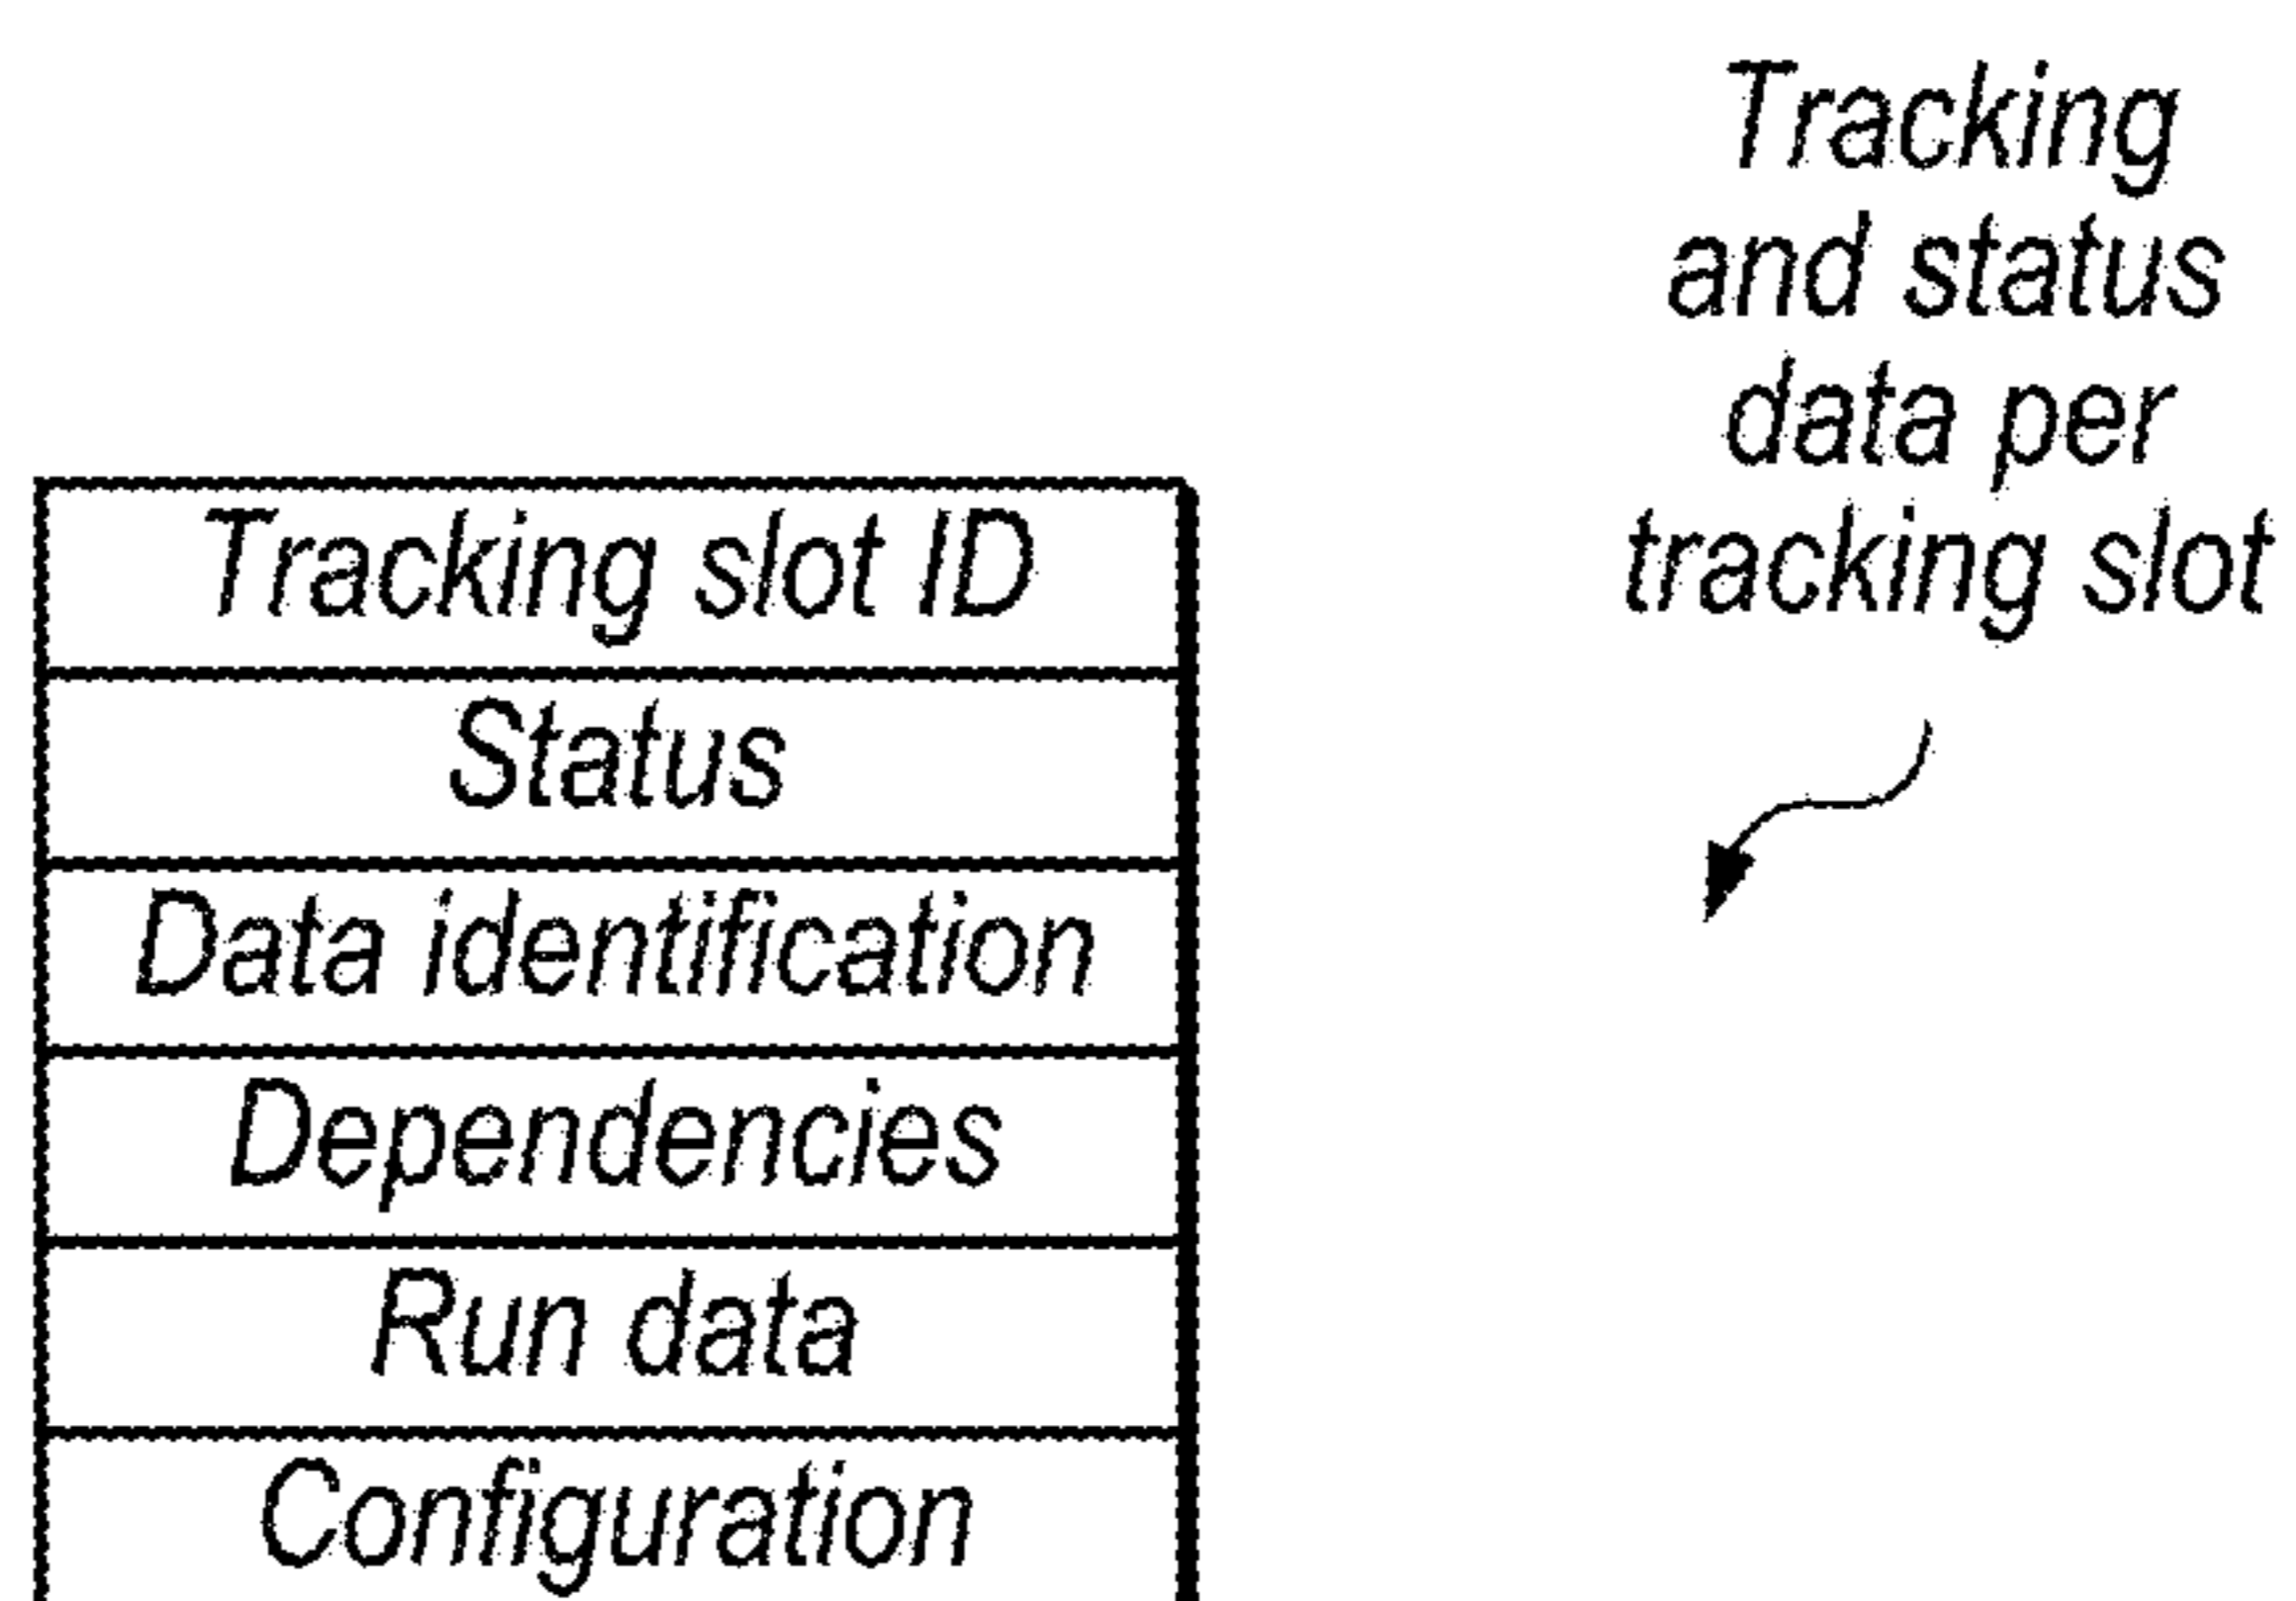 Tracking
and status
data per
tracking slot
Tracking slot ID
Status
Data identification
Dependencies
Run data
Configuration